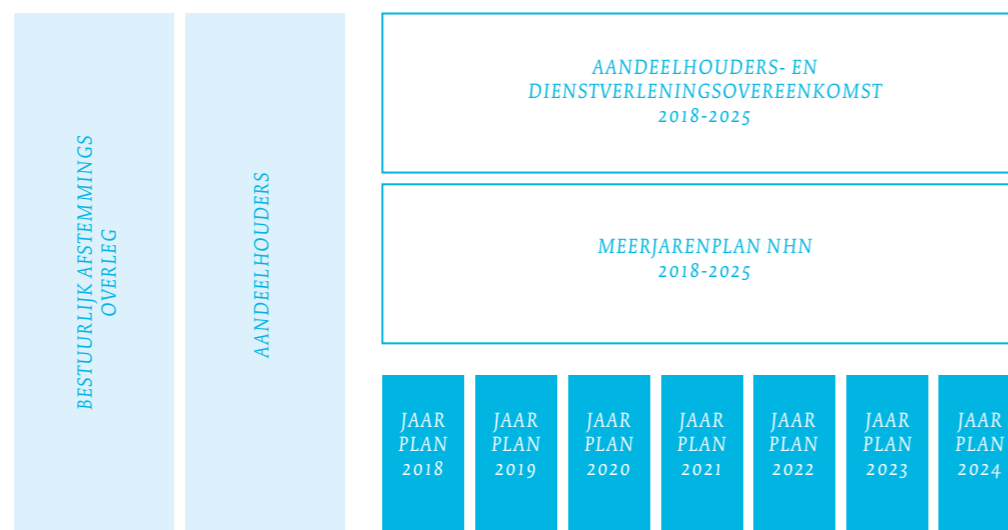 BESTUURLIJK AFSTEMMINGS
OVERLEG
AANDEELHOUDERS
AANDEELHOUDERS- EN
DIENSTVERLENINGSOVEREENKOMST
2018-2025
MEERJARENPLAN NHN
2018-2025
JAAR
PLAN
2018
JAAR
PLAN
2019
JAAR
PLAN
2020
JAAR
PLAN
2021
JAAR
PLAN
2022
JAAR
PLAN
2023
JAAR
PLAN
2024